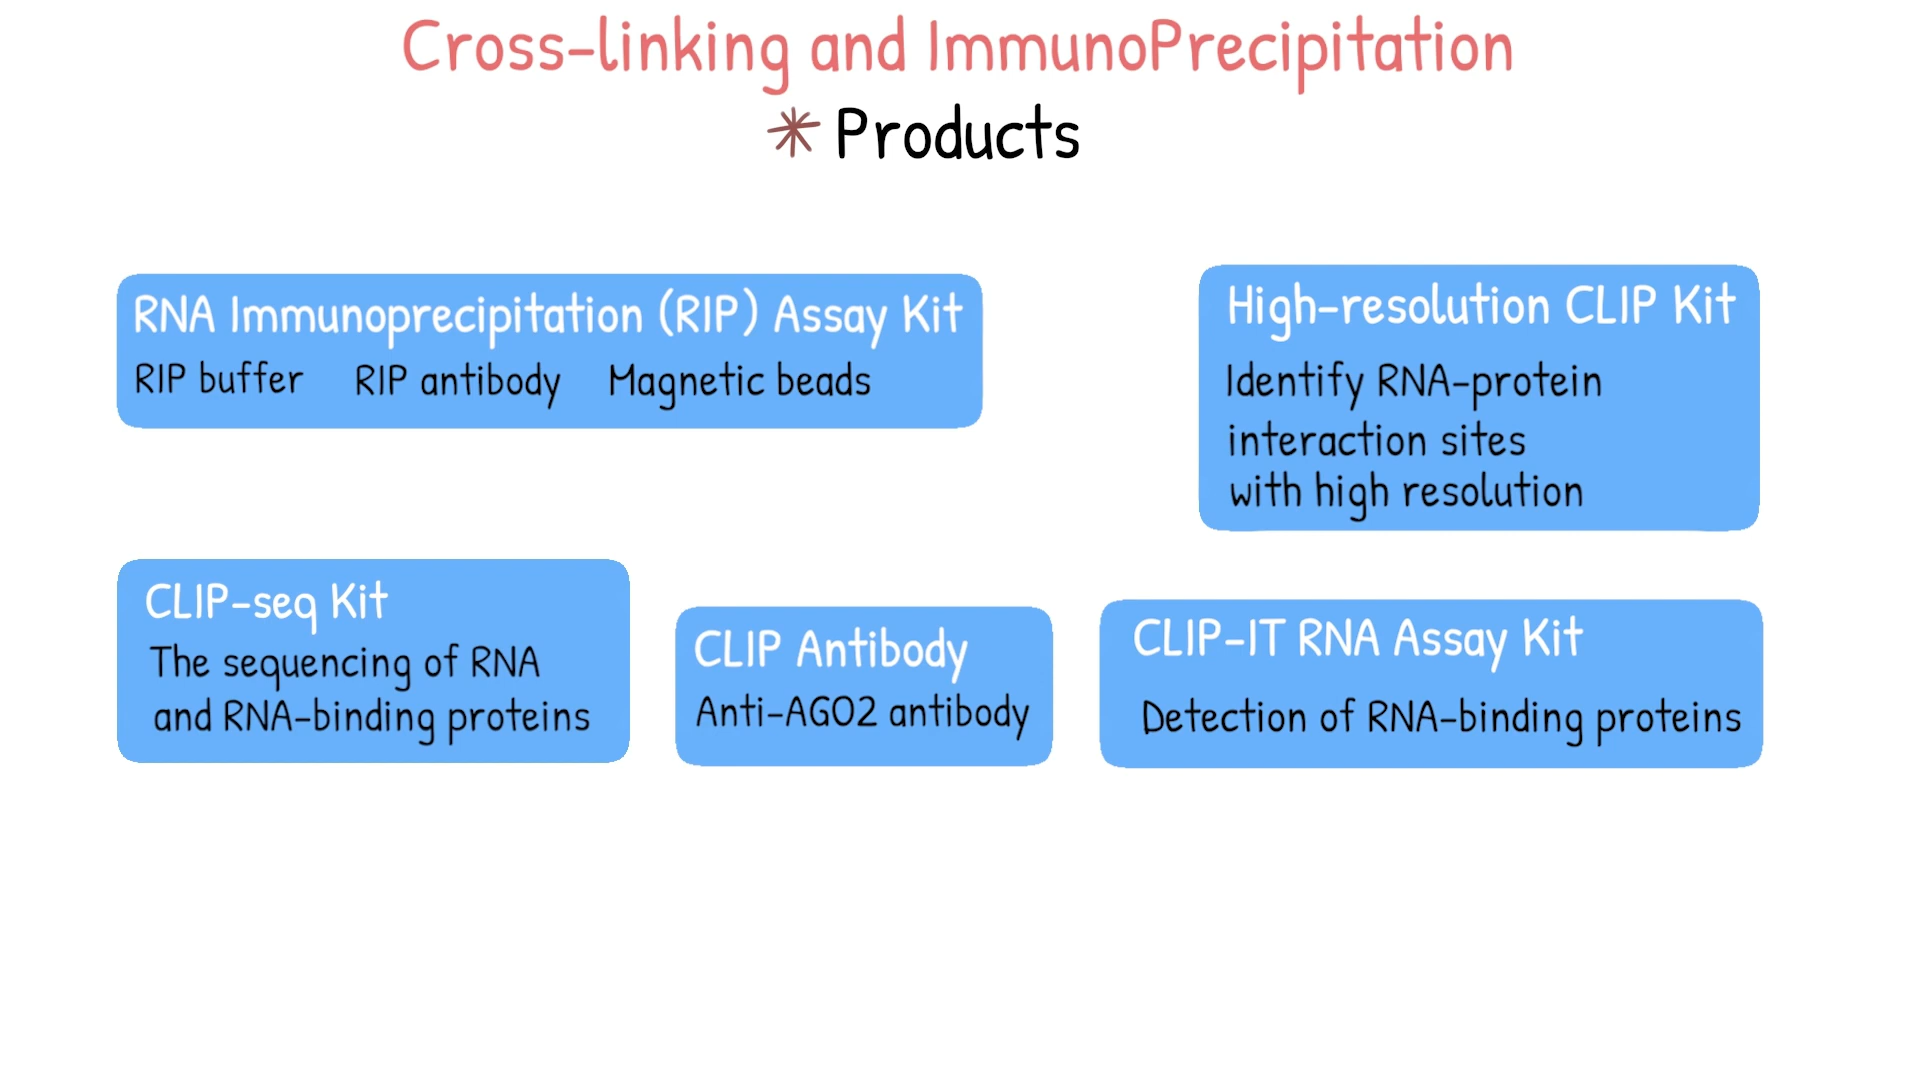 Cross-linking and ImmunoPrecipitation
Products
RNA Immunoprecipitation (RIP) Assay Kit
RIP buffer RIP antibody Magnetic beads
High-resolution CLIP Kit
Identify RNA-protein
interaction sites
with high resolution
CLIP-seq Kit
The sequencing of RNA
and RNA-binding proteins
CLIP Antibody
Anti-AGO2 antibody
CLIP-IT RNA Assay Kit
Detection of RNA-binding proteins